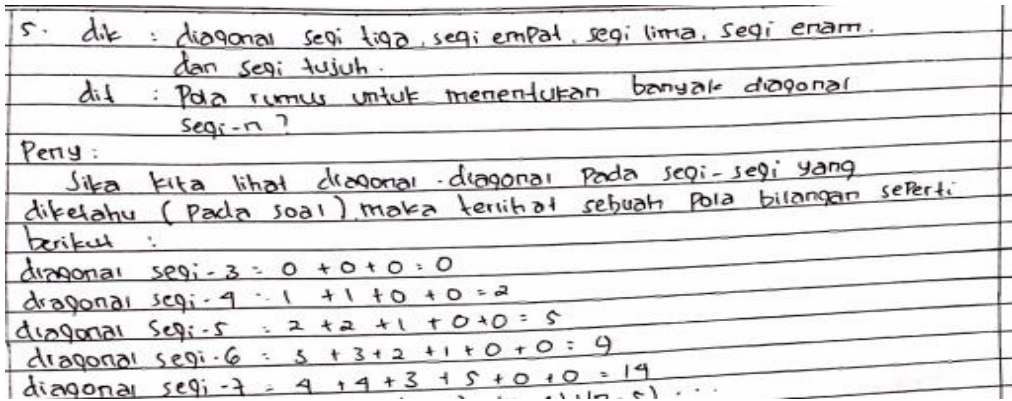 5. dik : diagonal segi tiga, segi empat, segi lima, segi enam.
dan segi tujuh.
dit : Pola rumus untuk menentukan banyak diagonal
segi-n ?
Peny :
Jika kita lihat diagonal-diagonal pada segi-segi yang
diketahu (pada soal) maka terlihat sebuah pola bilangan seperti
berikut :
diagonal segi-3 = 0 + 0 + 0 = 0
diagonal segi-4 = 1 + 1 + 0 + 0 = 2
diagonal segi-5 = 2 + 2 + 1 + 0 + 0 = 5
diagonal segi-6 = 3 + 3 + 2 + 1 + 0 + 0 = 9
diagonal segi-7 = 4 + 4 + 3 + 5 + 0 + 0 = 14